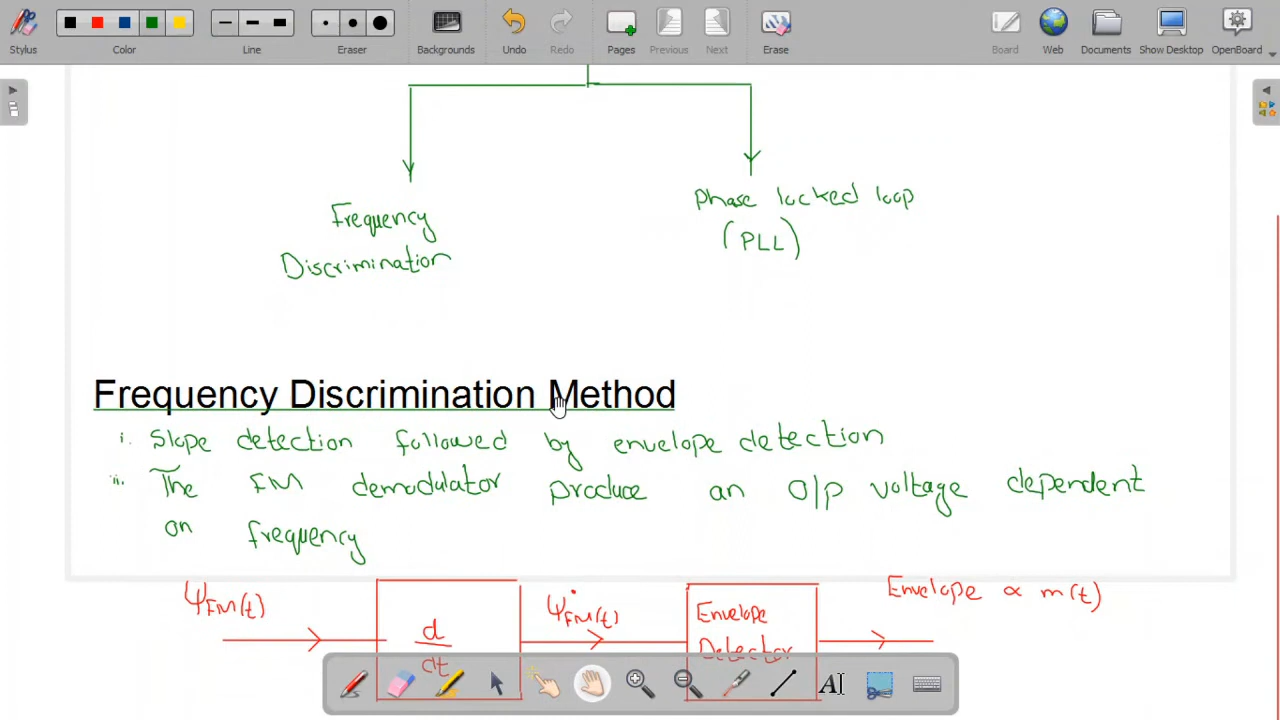 Stylus
Color
Line
Eraser
Backgrounds
Undo
Redo
Pages
Previous
Next
Erase
Board
Web
Documents
Show Desktop
OpenBoard
Frequency
Discrimination
Phase locked loop
(PLL)
Frequency Discrimination Method
i. Slope detection followed by envelope detection
ii. The FM demodulator produce an O/p voltage dependent
on frequency
ψFM(t)
d
dt
ψ̇FM(t)
Envelope
Detector
Envelope ∝ m(t)